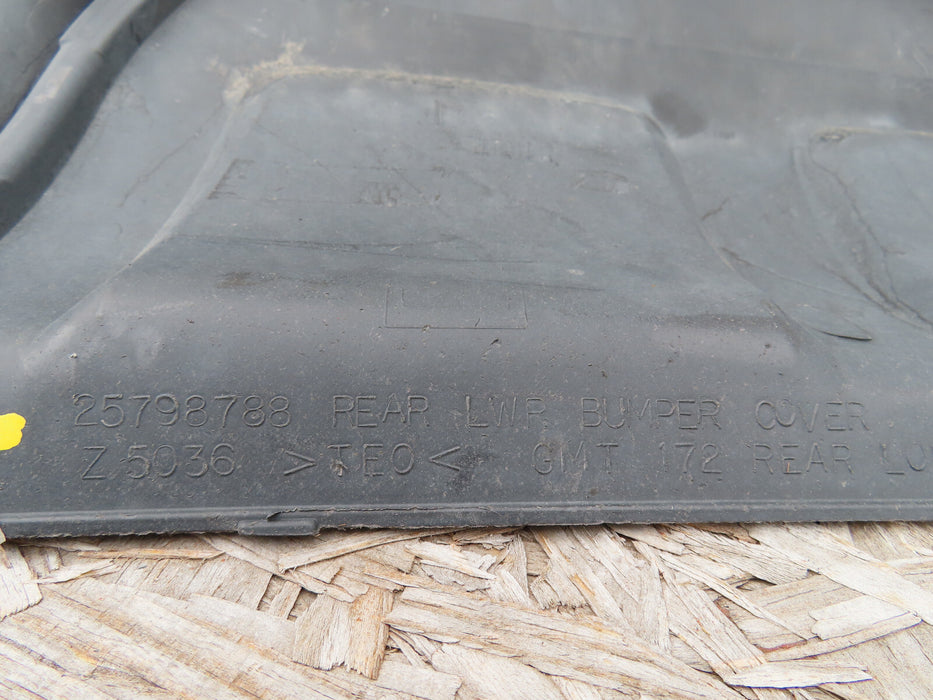 25798788 REAR LWR BUMPER COVER
Z 5036 >TEO< GMT 172 REAR